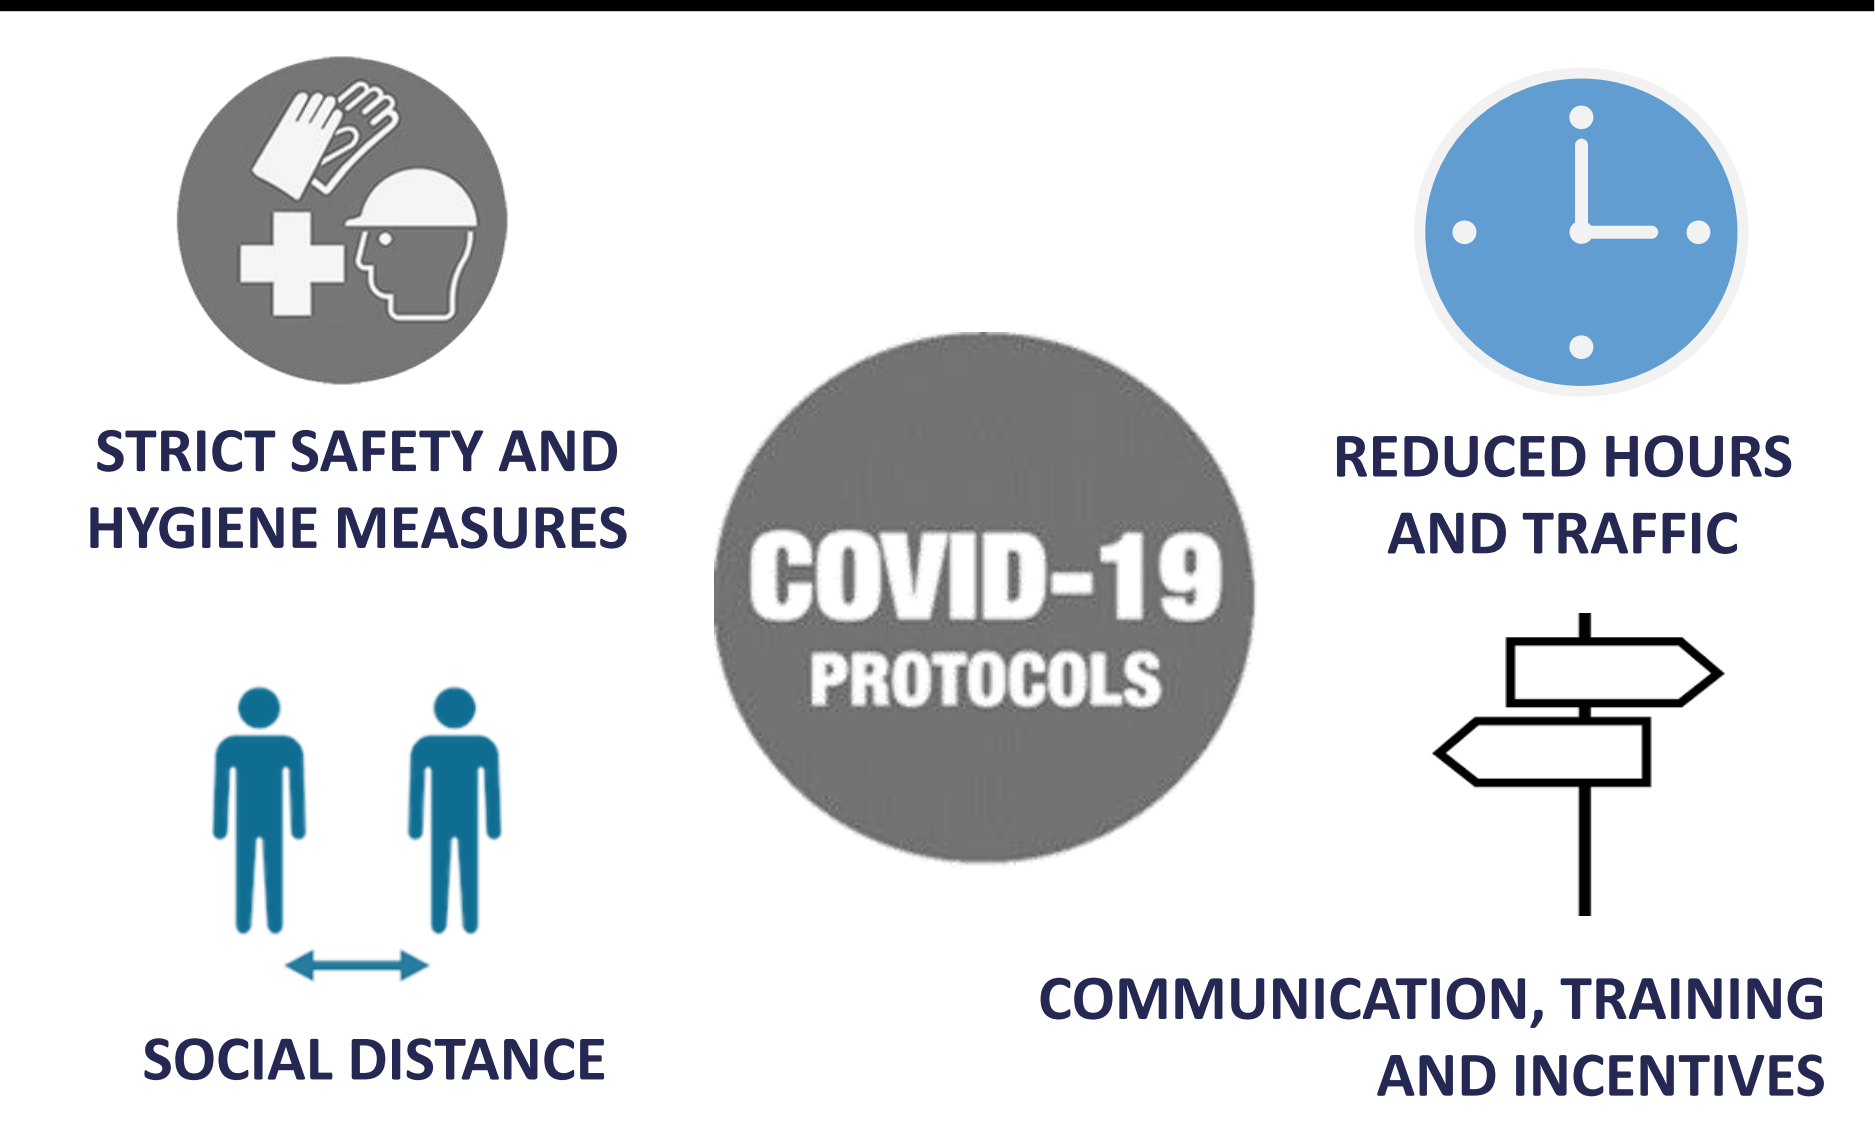 STRICT SAFETY AND
HYGIENE MEASURES
REDUCED HOURS
AND TRAFFIC
COVID-19
PROTOCOLS
SOCIAL DISTANCE
COMMUNICATION, TRAINING
AND INCENTIVES